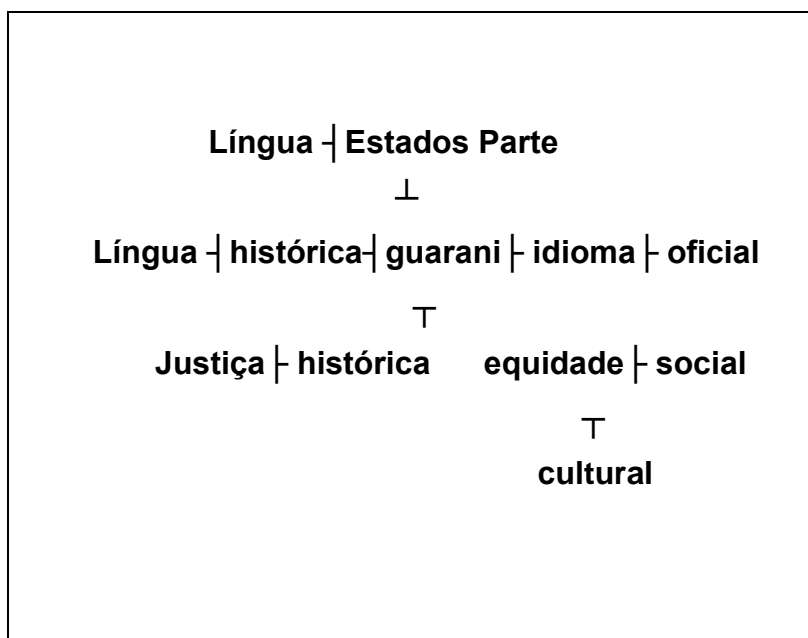 Língua ┤Estados Parte
┴
Língua ┤histórica┤guarani├ idioma├ oficial
┬
Justiça├ histórica equidade├ social
┬
cultural